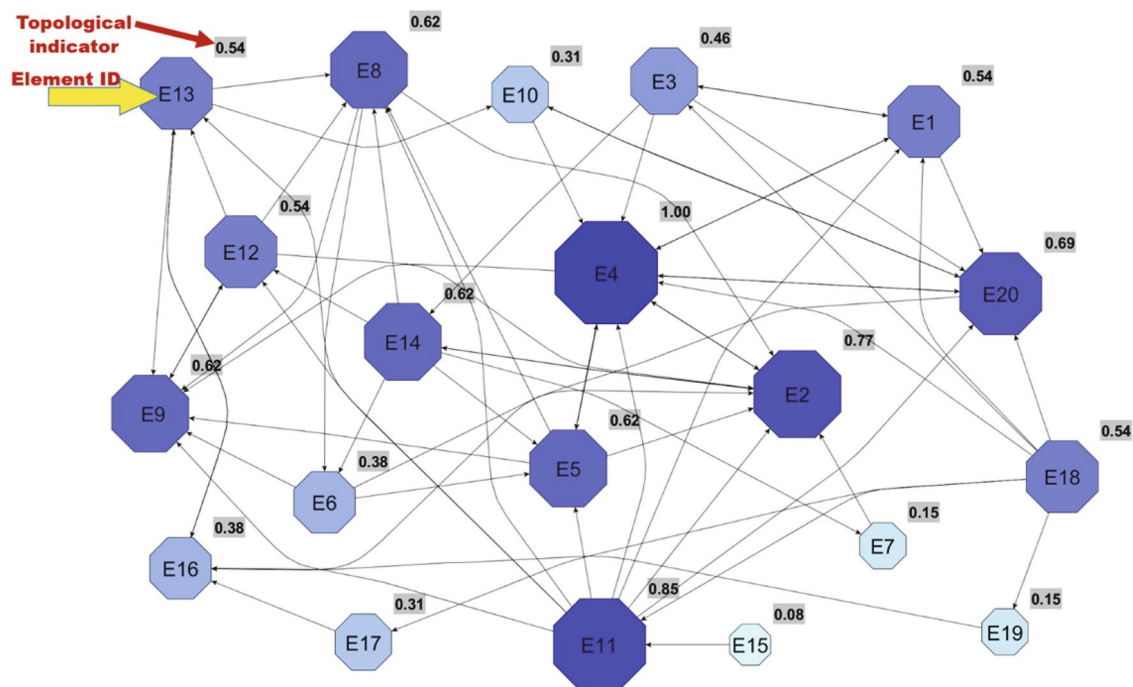 Topological
indicator
0.54
Element ID
E13
0.62
E8
0.31
E10
0.46
E3
0.54
E1
0.54
E12
1.00
E4
0.69
E20
0.62
E14
0.77
E2
0.62
E9
0.62
E5
0.54
E18
0.38
E6
0.15
E7
0.38
E16
0.31
E17
0.85
E11
0.08
E15
0.15
E19